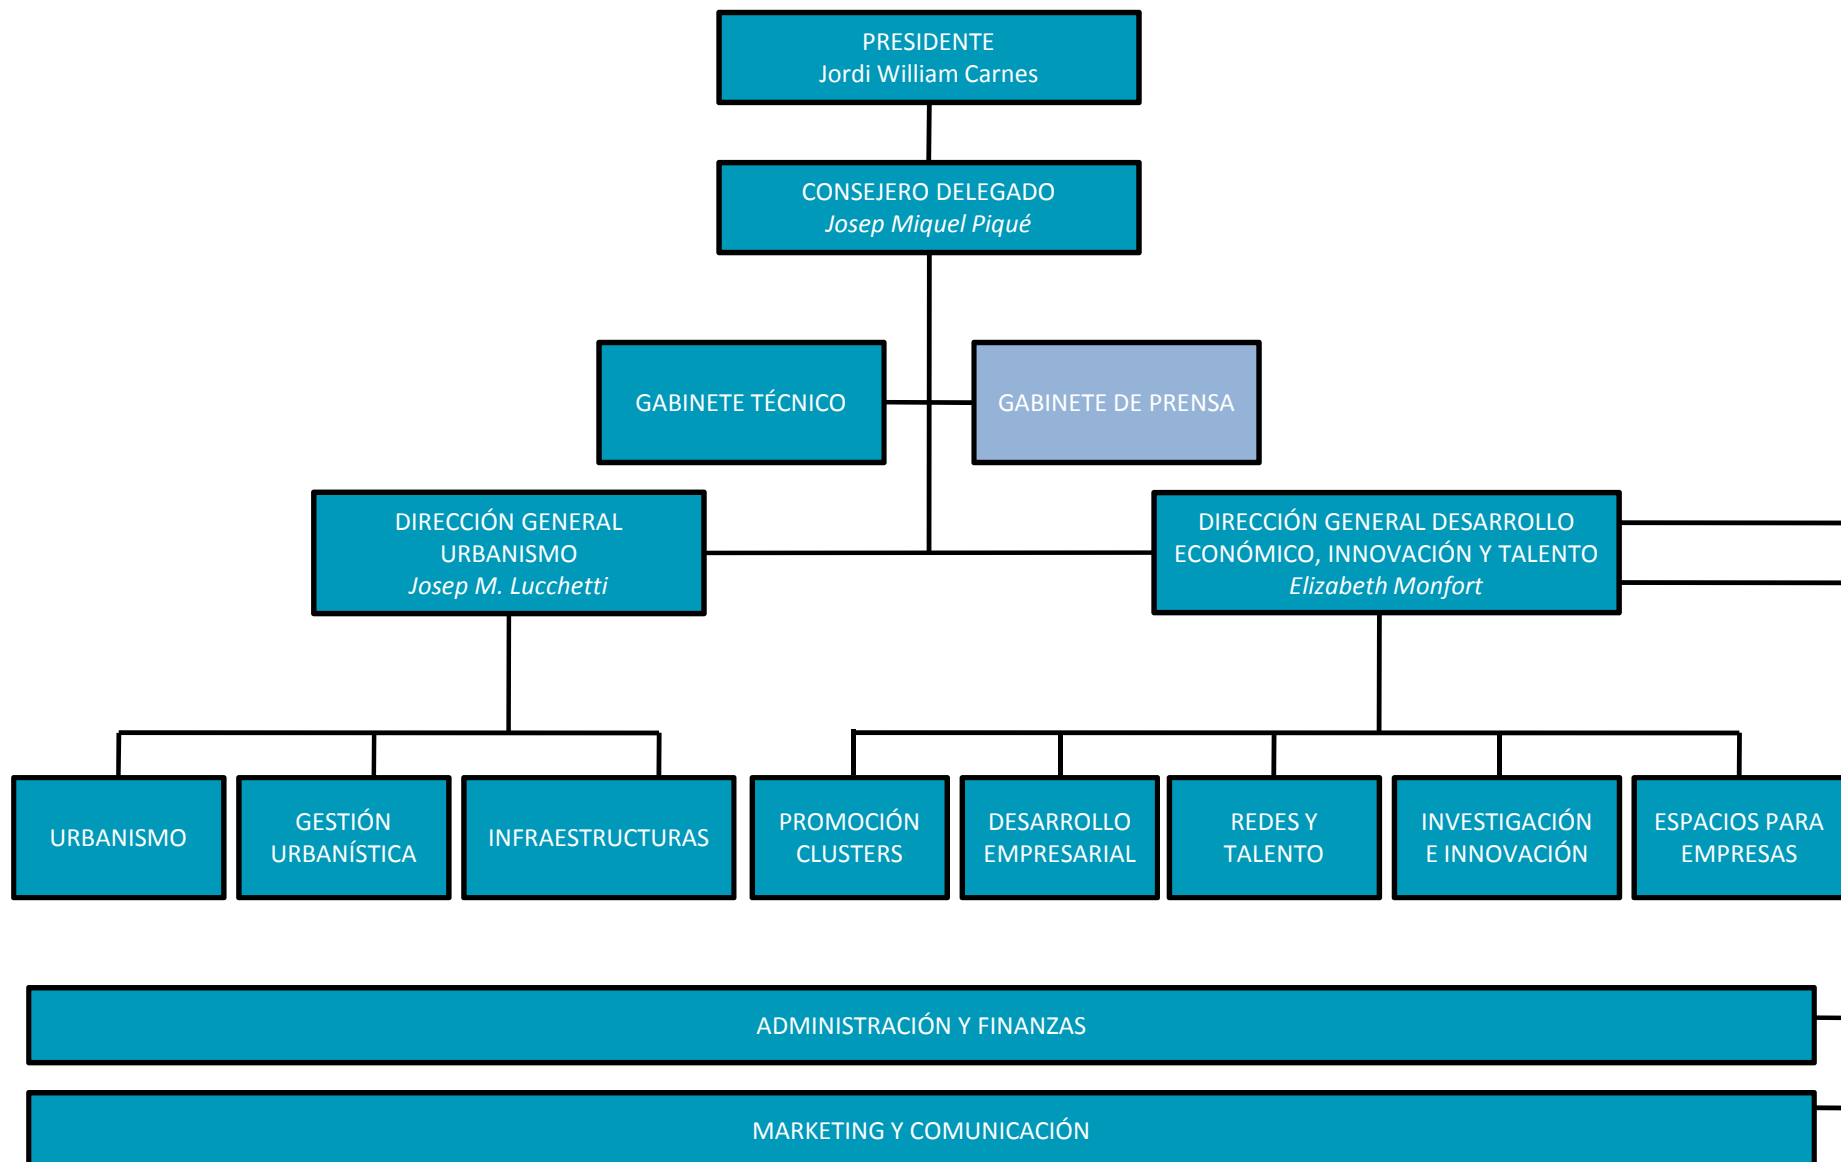 PRESIDENTE
Jordi William Carnes
CONSEJERO DELEGADO
Josep Miquel Piqué
GABINETE TÉCNICO
GABINETE DE PRENSA
DIRECCIÓN GENERAL
URBANISMO
Josep M. Lucchetti
DIRECCIÓN GENERAL DESARROLLO
ECONÓMICO, INNOVACIÓN Y TALENTO
Elizabeth Monfort
URBANISMO
GESTIÓN
URBANÍSTICA
INFRAESTRUCTURAS
PROMOCIÓN
CLUSTERS
DESARROLLO
EMPRESARIAL
REDES Y
TALENTO
INVESTIGACIÓN
E INNOVACIÓN
ESPACIOS PARA
EMPRESAS
ADMINISTRACIÓN Y FINANZAS
MARKETING Y COMUNICACIÓN